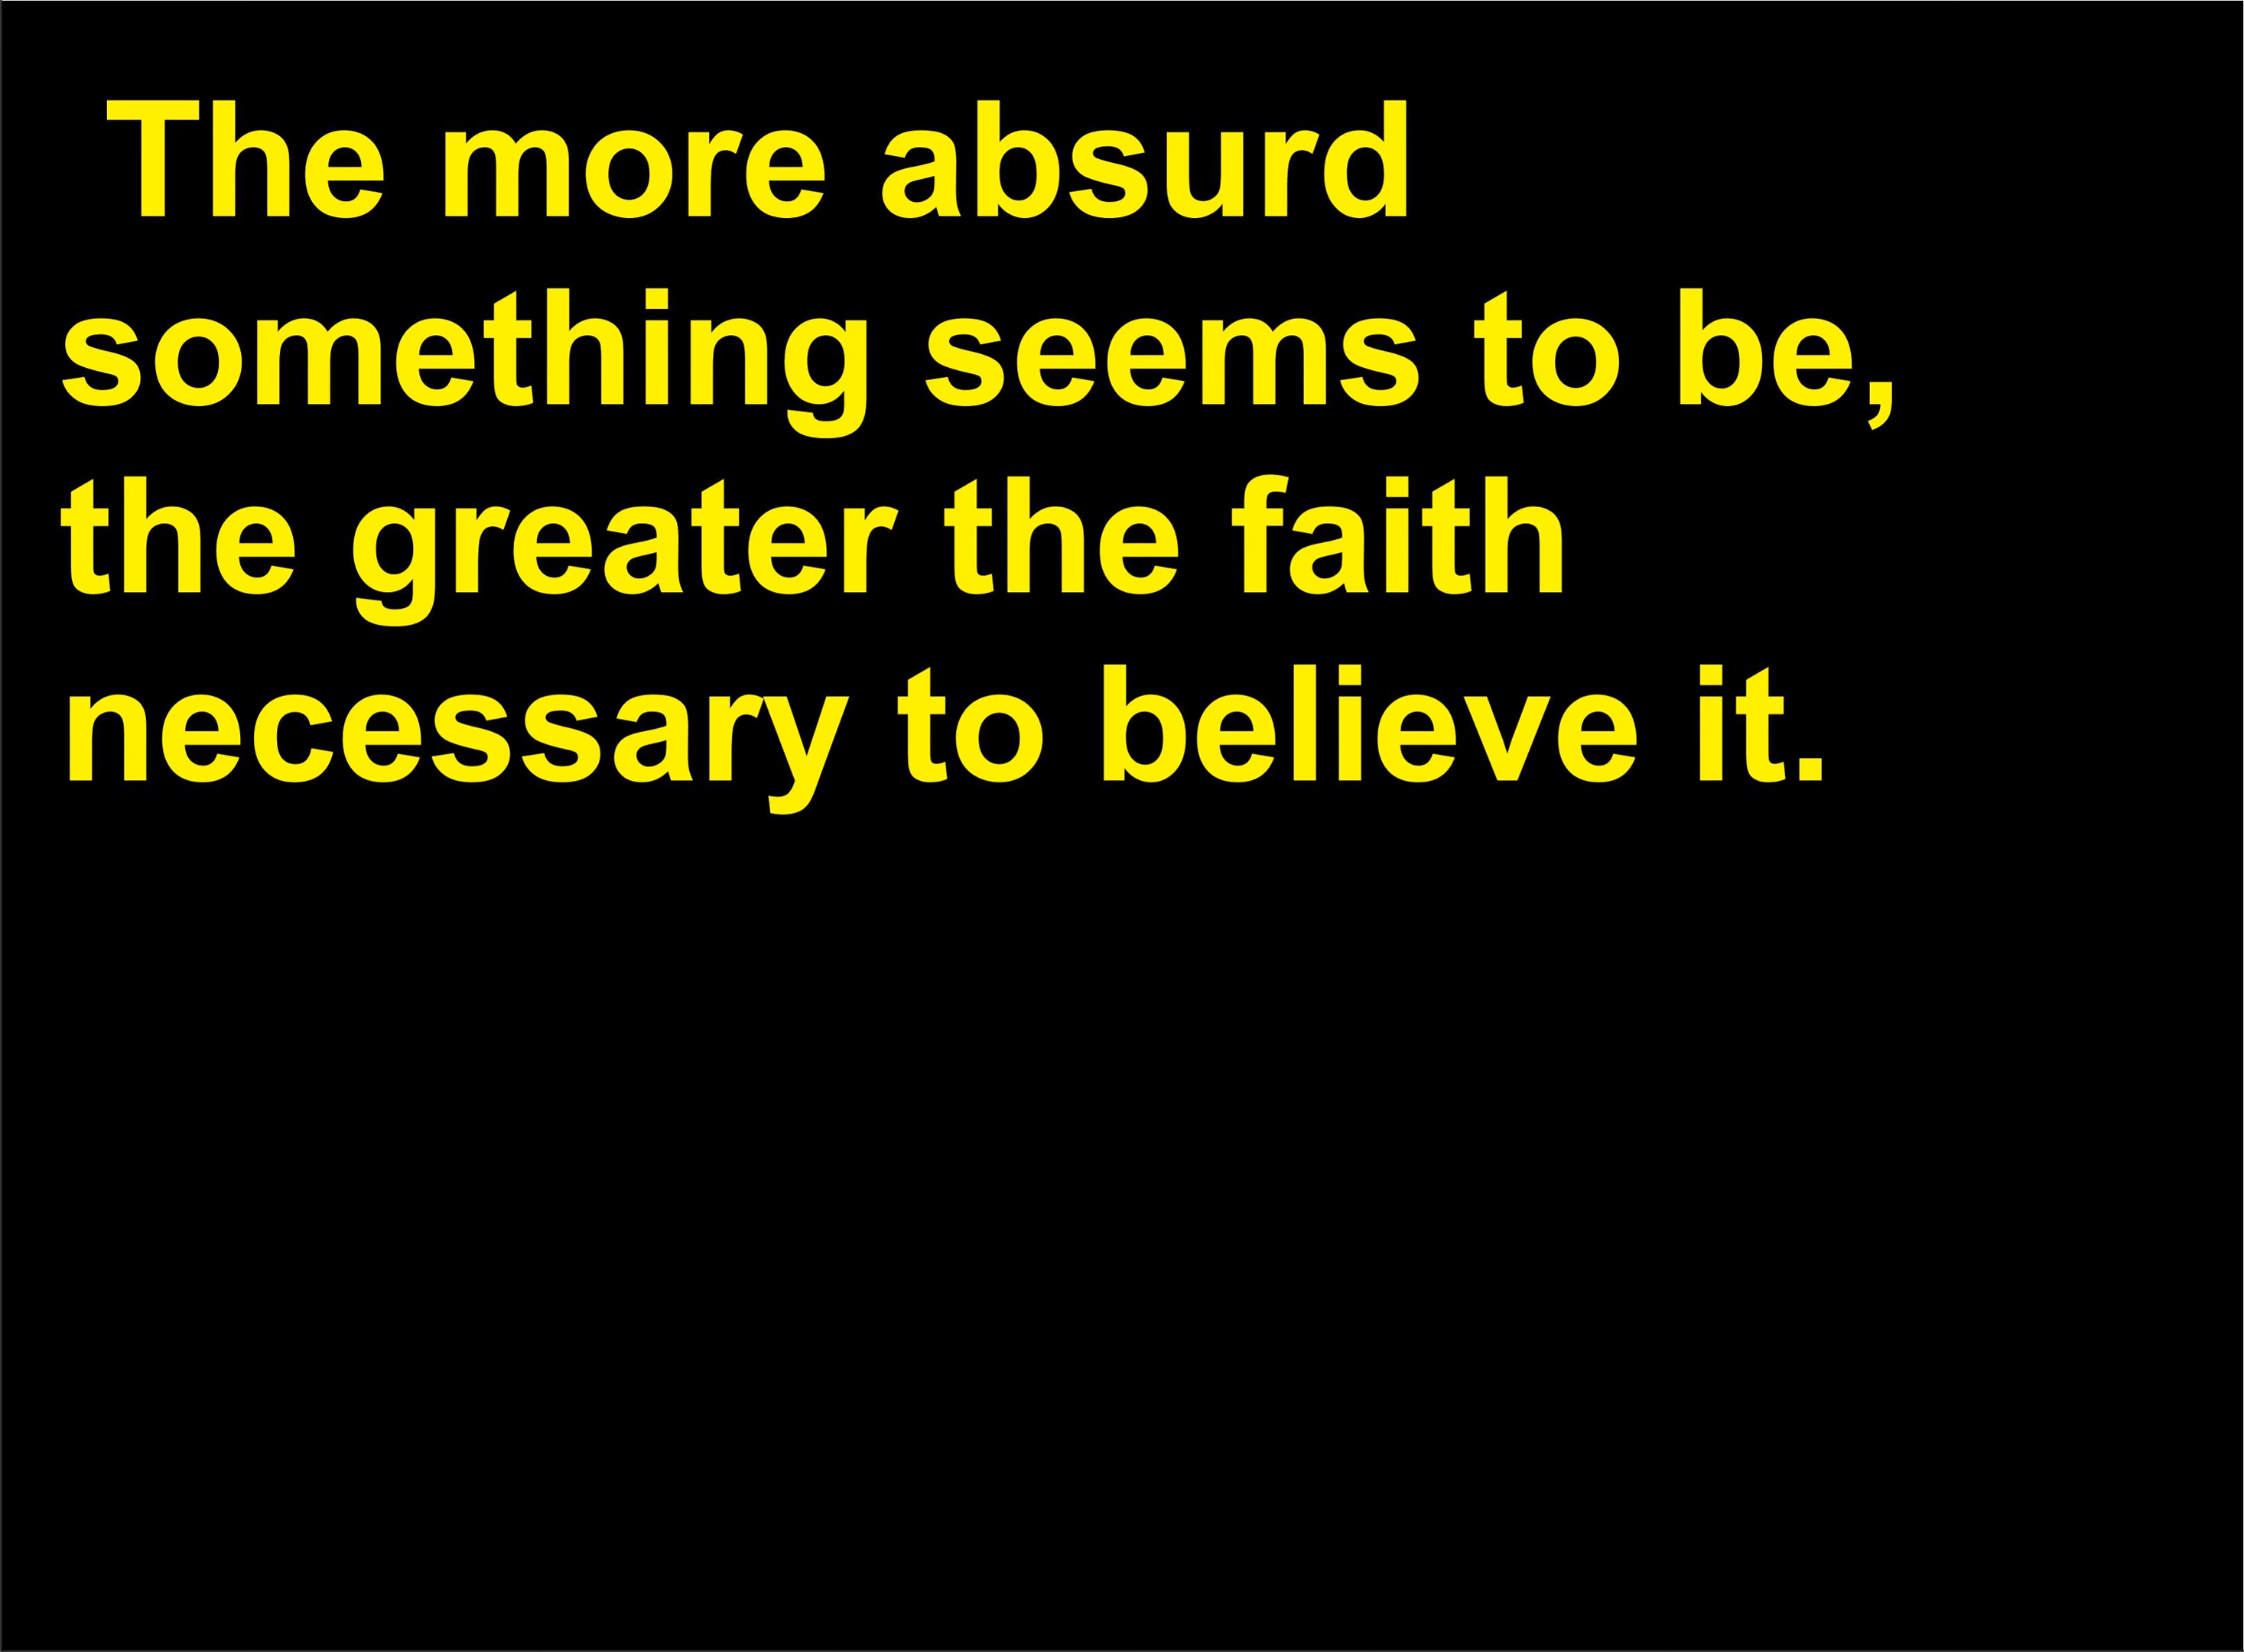 The more absurd
something seems to be,
the greater the faith
necessary to believe it.